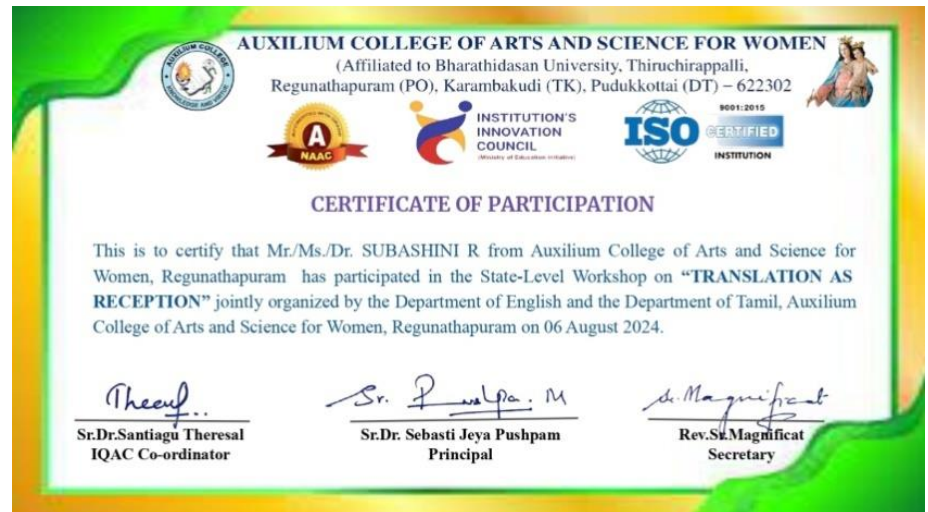 AUXILIUM COLLEGE
KNOWLEDGE AND VIRTUE
AUXILIUM COLLEGE OF ARTS AND SCIENCE FOR WOMEN
(Affiliated to Bharathidasan University, Thiruchirappalli,
Regunathapuram (PO), Karambakudi (TK), Pudukkottai (DT) – 622302
A
NAAC
INSTITUTION'S
INNOVATION
COUNCIL
(Ministry of Education Initiative)
ISO
9001:2015
CERTIFIED
INSTITUTION
CERTIFICATE OF PARTICIPATION
This is to certify that Mr./Ms./Dr. SUBASHINI R from Auxilium College of Arts and Science for
Women, Regunathapuram has participated in the State-Level Workshop on “TRANSLATION AS
RECEPTION” jointly organized by the Department of English and the Department of Tamil, Auxilium
College of Arts and Science for Women, Regunathapuram on 06 August 2024.
Sr. Pushpa. M
Sr. Magnificat
Sr.Dr.Santiagu Theresal
IQAC Co-ordinator
Sr.Dr. Sebasti Jeya Pushpam
Principal
Rev.Sr.Magnificat
Secretary